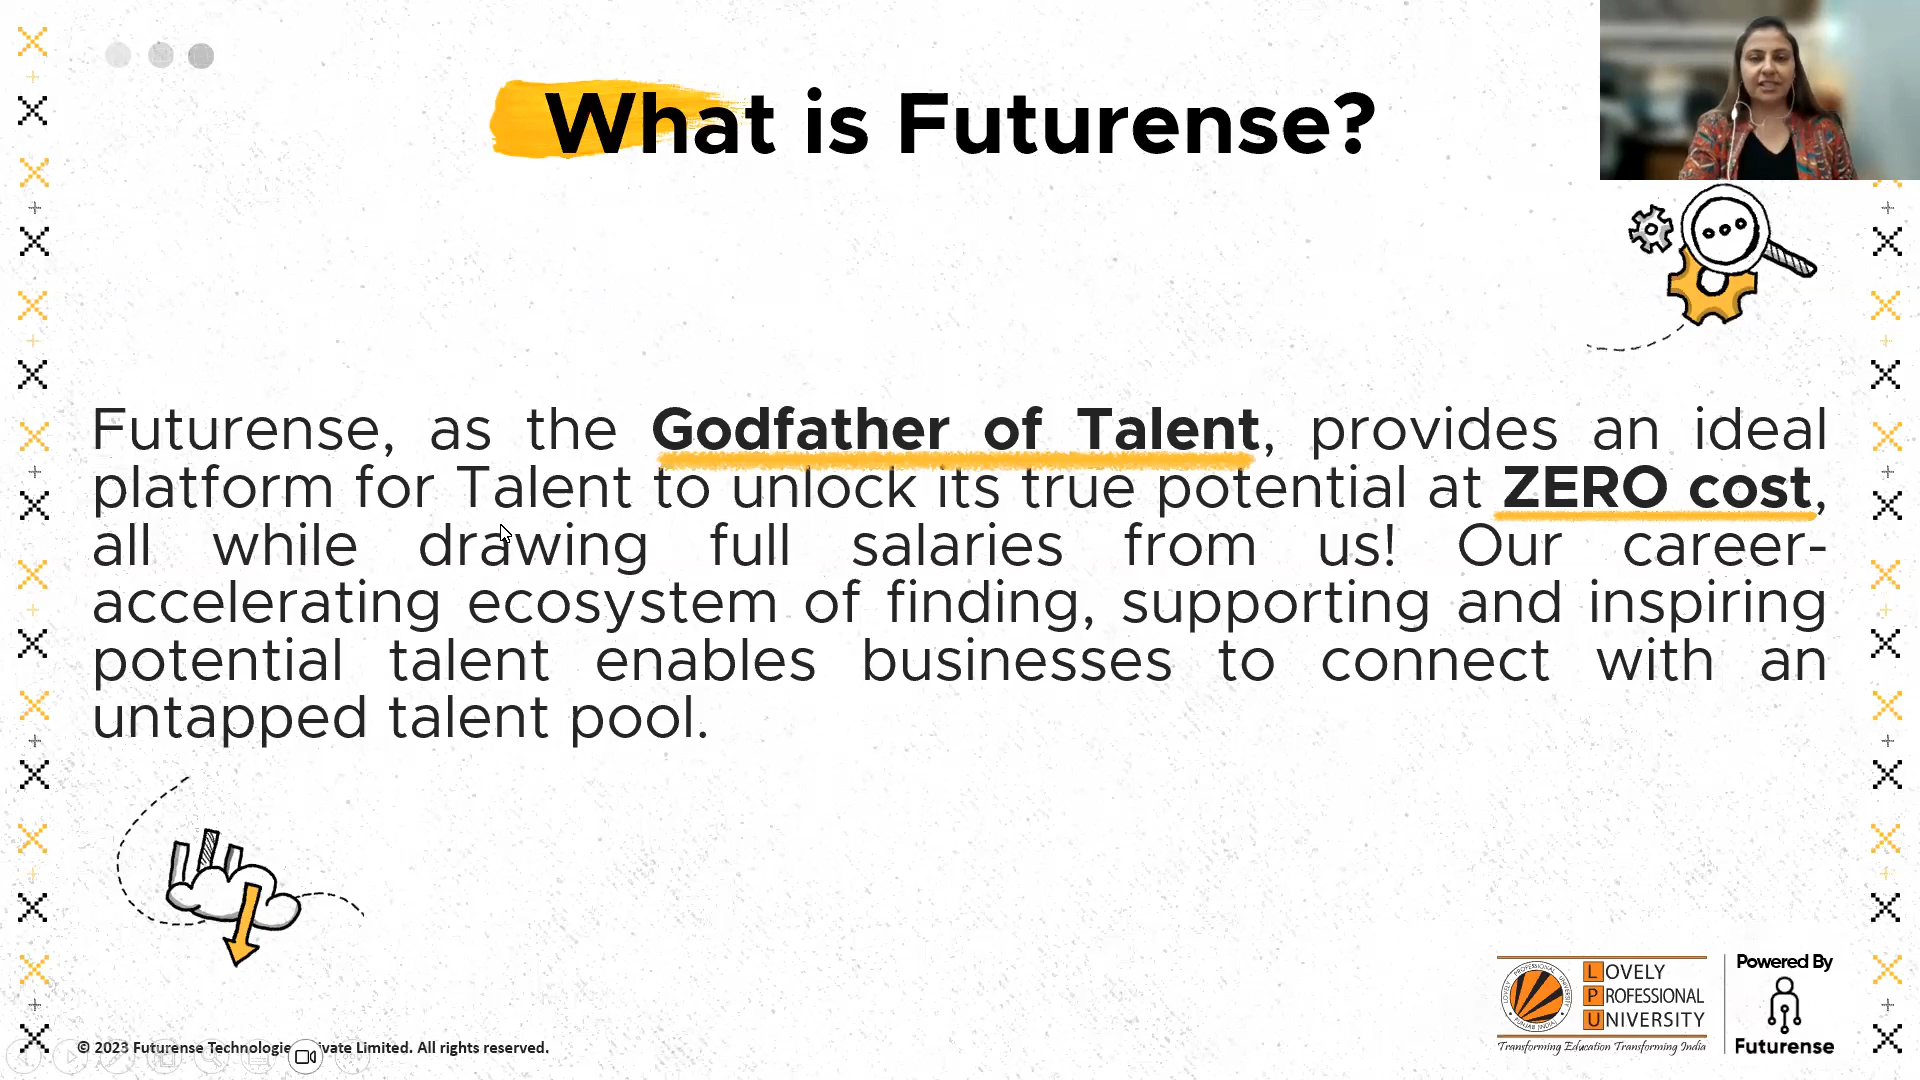 What is Futurense?
Futurense, as the Godfather of Talent, provides an ideal
platform for Talent to unlock its true potential at ZERO cost,
all while drawing full salaries from us! Our career-
accelerating ecosystem of finding, supporting and inspiring
potential talent enables businesses to connect with an
untapped talent pool.
LOVELY
PROFESSIONAL
UNIVERSITY
Transforming Education Transforming India
Powered By
Futurense
© 2023 Futurense Technologie ivate Limited. All rights reserved.